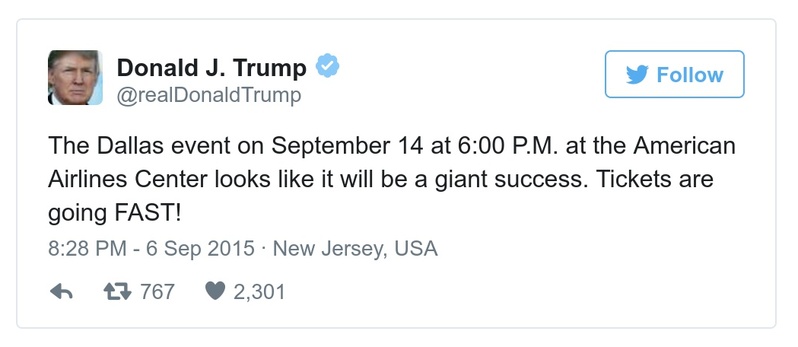 Donald J. Trump
@realDonaldTrump
Follow
The Dallas event on September 14 at 6:00 P.M. at the American
Airlines Center looks like it will be a giant success. Tickets are
going FAST!
8:28 PM - 6 Sep 2015 · New Jersey, USA
767 2,301